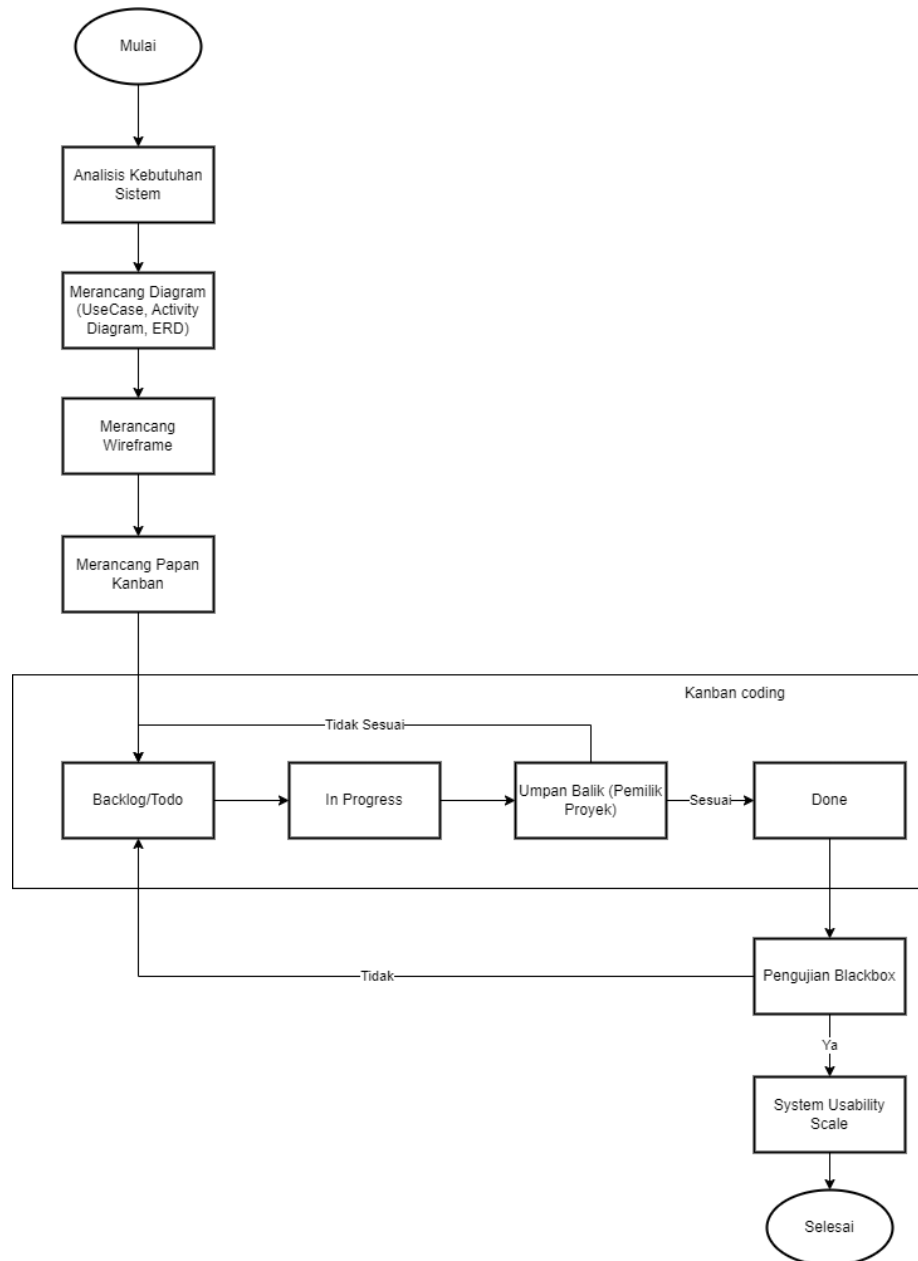 Mulai
Analisis Kebutuhan
Sistem
Merancang Diagram
(UseCase, Activity
Diagram, ERD)
Merancang
Wireframe
Merancang Papan
Kanban
Kanban coding
Tidak Sesuai
Backlog/Todo
In Progress
Umpan Balik (Pemilik
Proyek)
Sesuai
Done
Tidak
Pengujian Blackbox
Ya
System Usability
Scale
Selesai